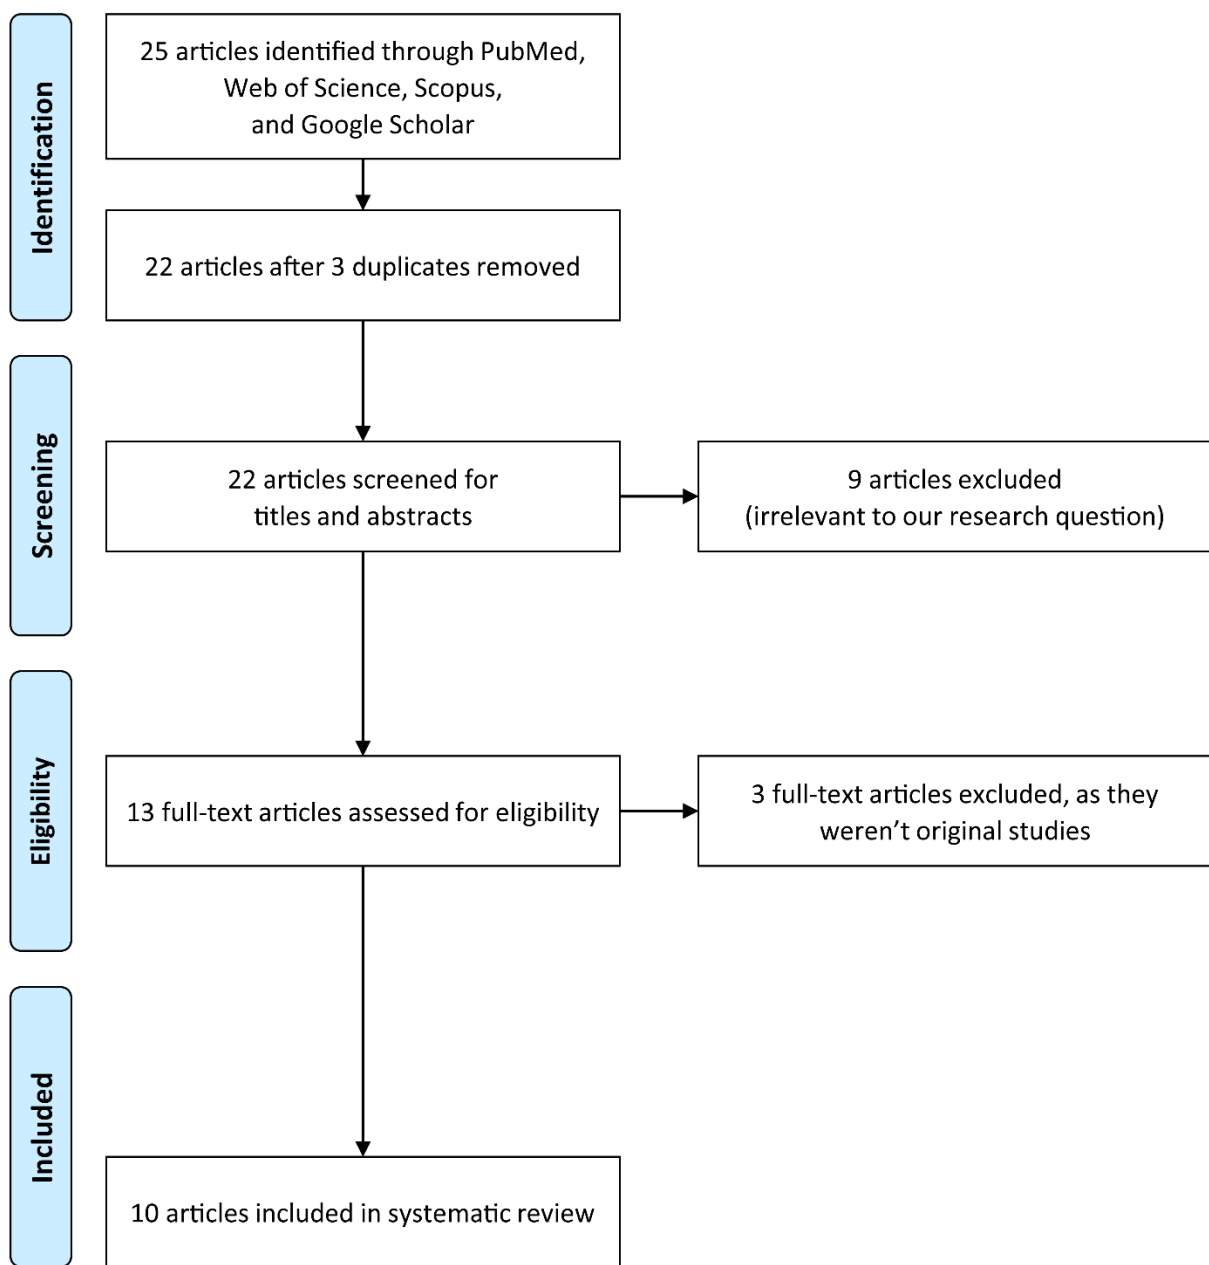 Identification
25 articles identified through PubMed,
Web of Science, Scopus,
and Google Scholar
22 articles after 3 duplicates removed
Screening
22 articles screened for
titles and abstracts
9 articles excluded
(irrelevant to our research question)
Eligibility
13 full-text articles assessed for eligibility
3 full-text articles excluded, as they
weren’t original studies
Included
10 articles included in systematic review